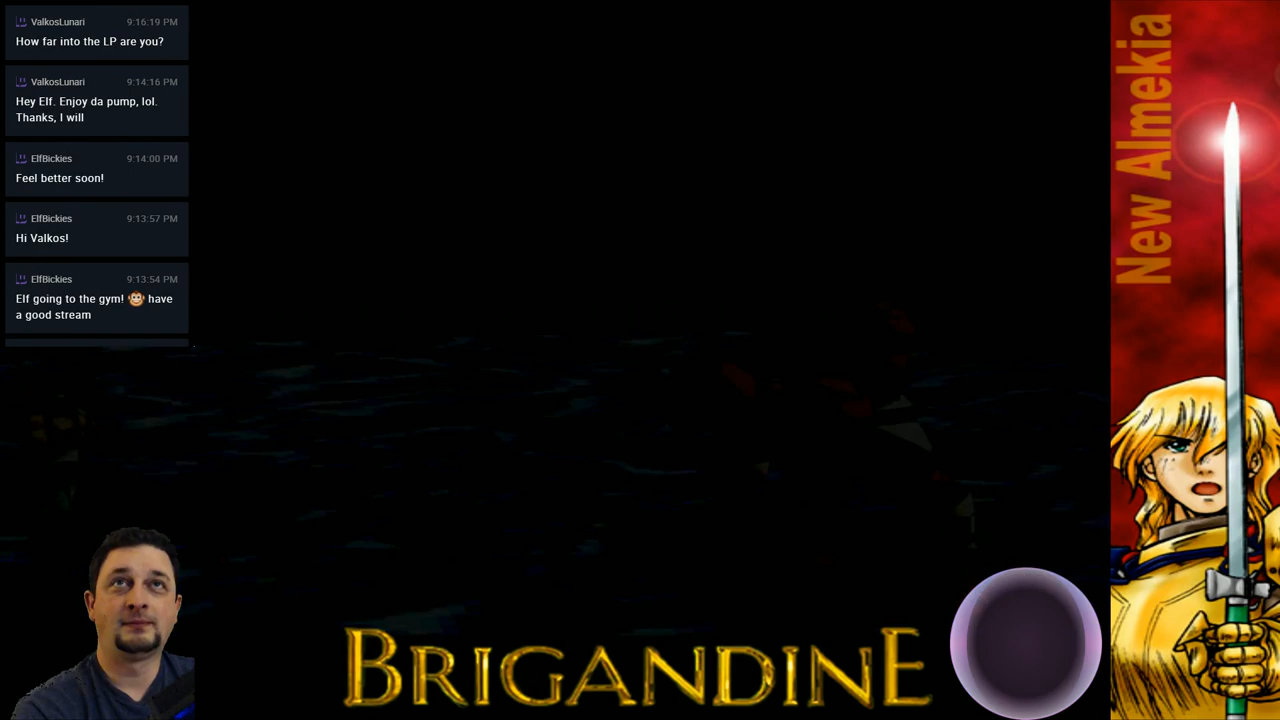 ValkosLunari 9:16:19 PM
How far into the LP are you?
ValkosLunari 9:14:16 PM
Hey Elf. Enjoy da pump, lol.
Thanks, I will
ElfBickies 9:14:00 PM
Feel better soon!
ElfBickies 9:13:57 PM
Hi Valkos!
ElfBickies 9:13:54 PM
Elf going to the gym! 🐵 have
a good stream
New Almekia
BRIGANDINE